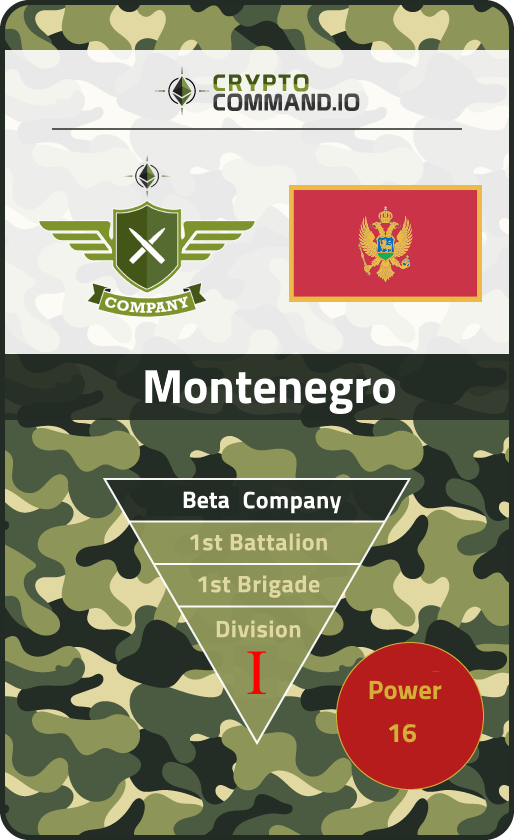 CRYPTO
COMMAND.IO
COMPANY
Montenegro
Beta Company
1st Battalion
1st Brigade
Division
I
Power
16